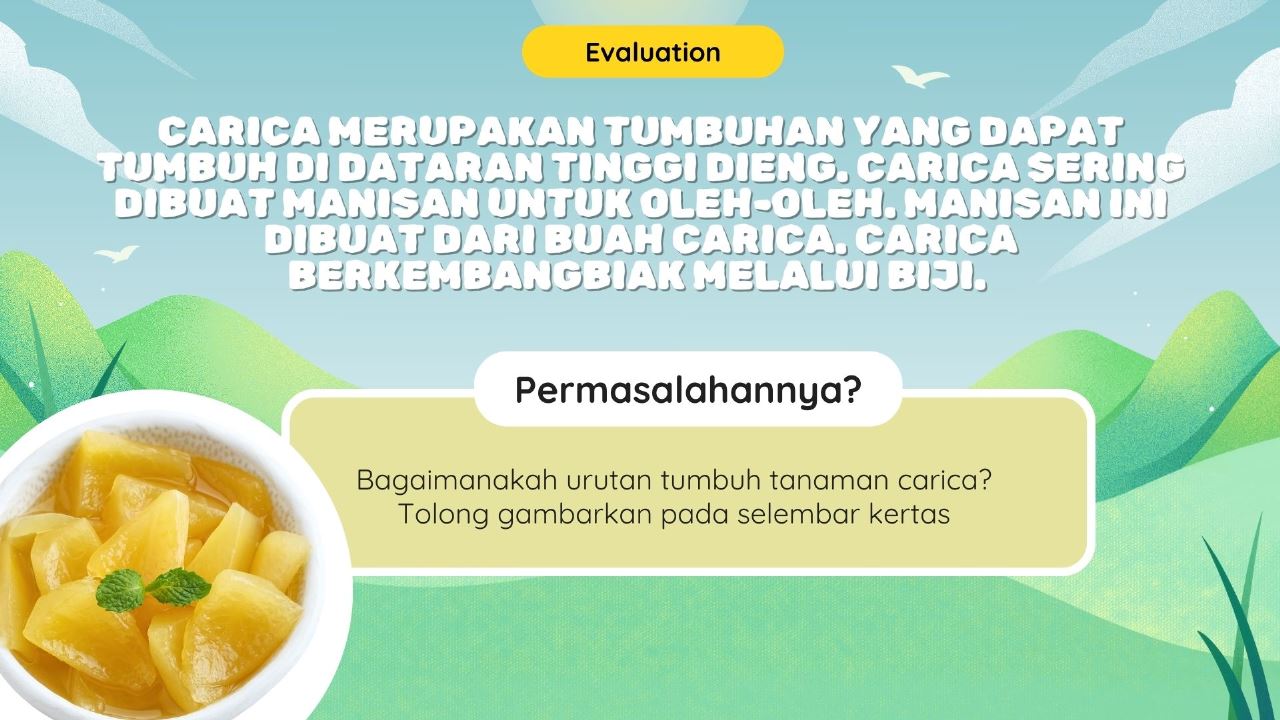 Evaluation
CARICA MERUPAKAN TUMBUHAN YANG DAPAT
TUMBUH DI DATARAN TINGGI DIENG. CARICA SERING
DIBUAT MANISAN UNTUK OLEH-OLEH. MANISAN INI
DIBUAT DARI BUAH CARICA. CARICA
BERKEMBANGBIAK MELALUI BIJI.
Permasalahannya?
Bagaimanakah urutan tumbuh tanaman carica?
Tolong gambarkan pada selembar kertas